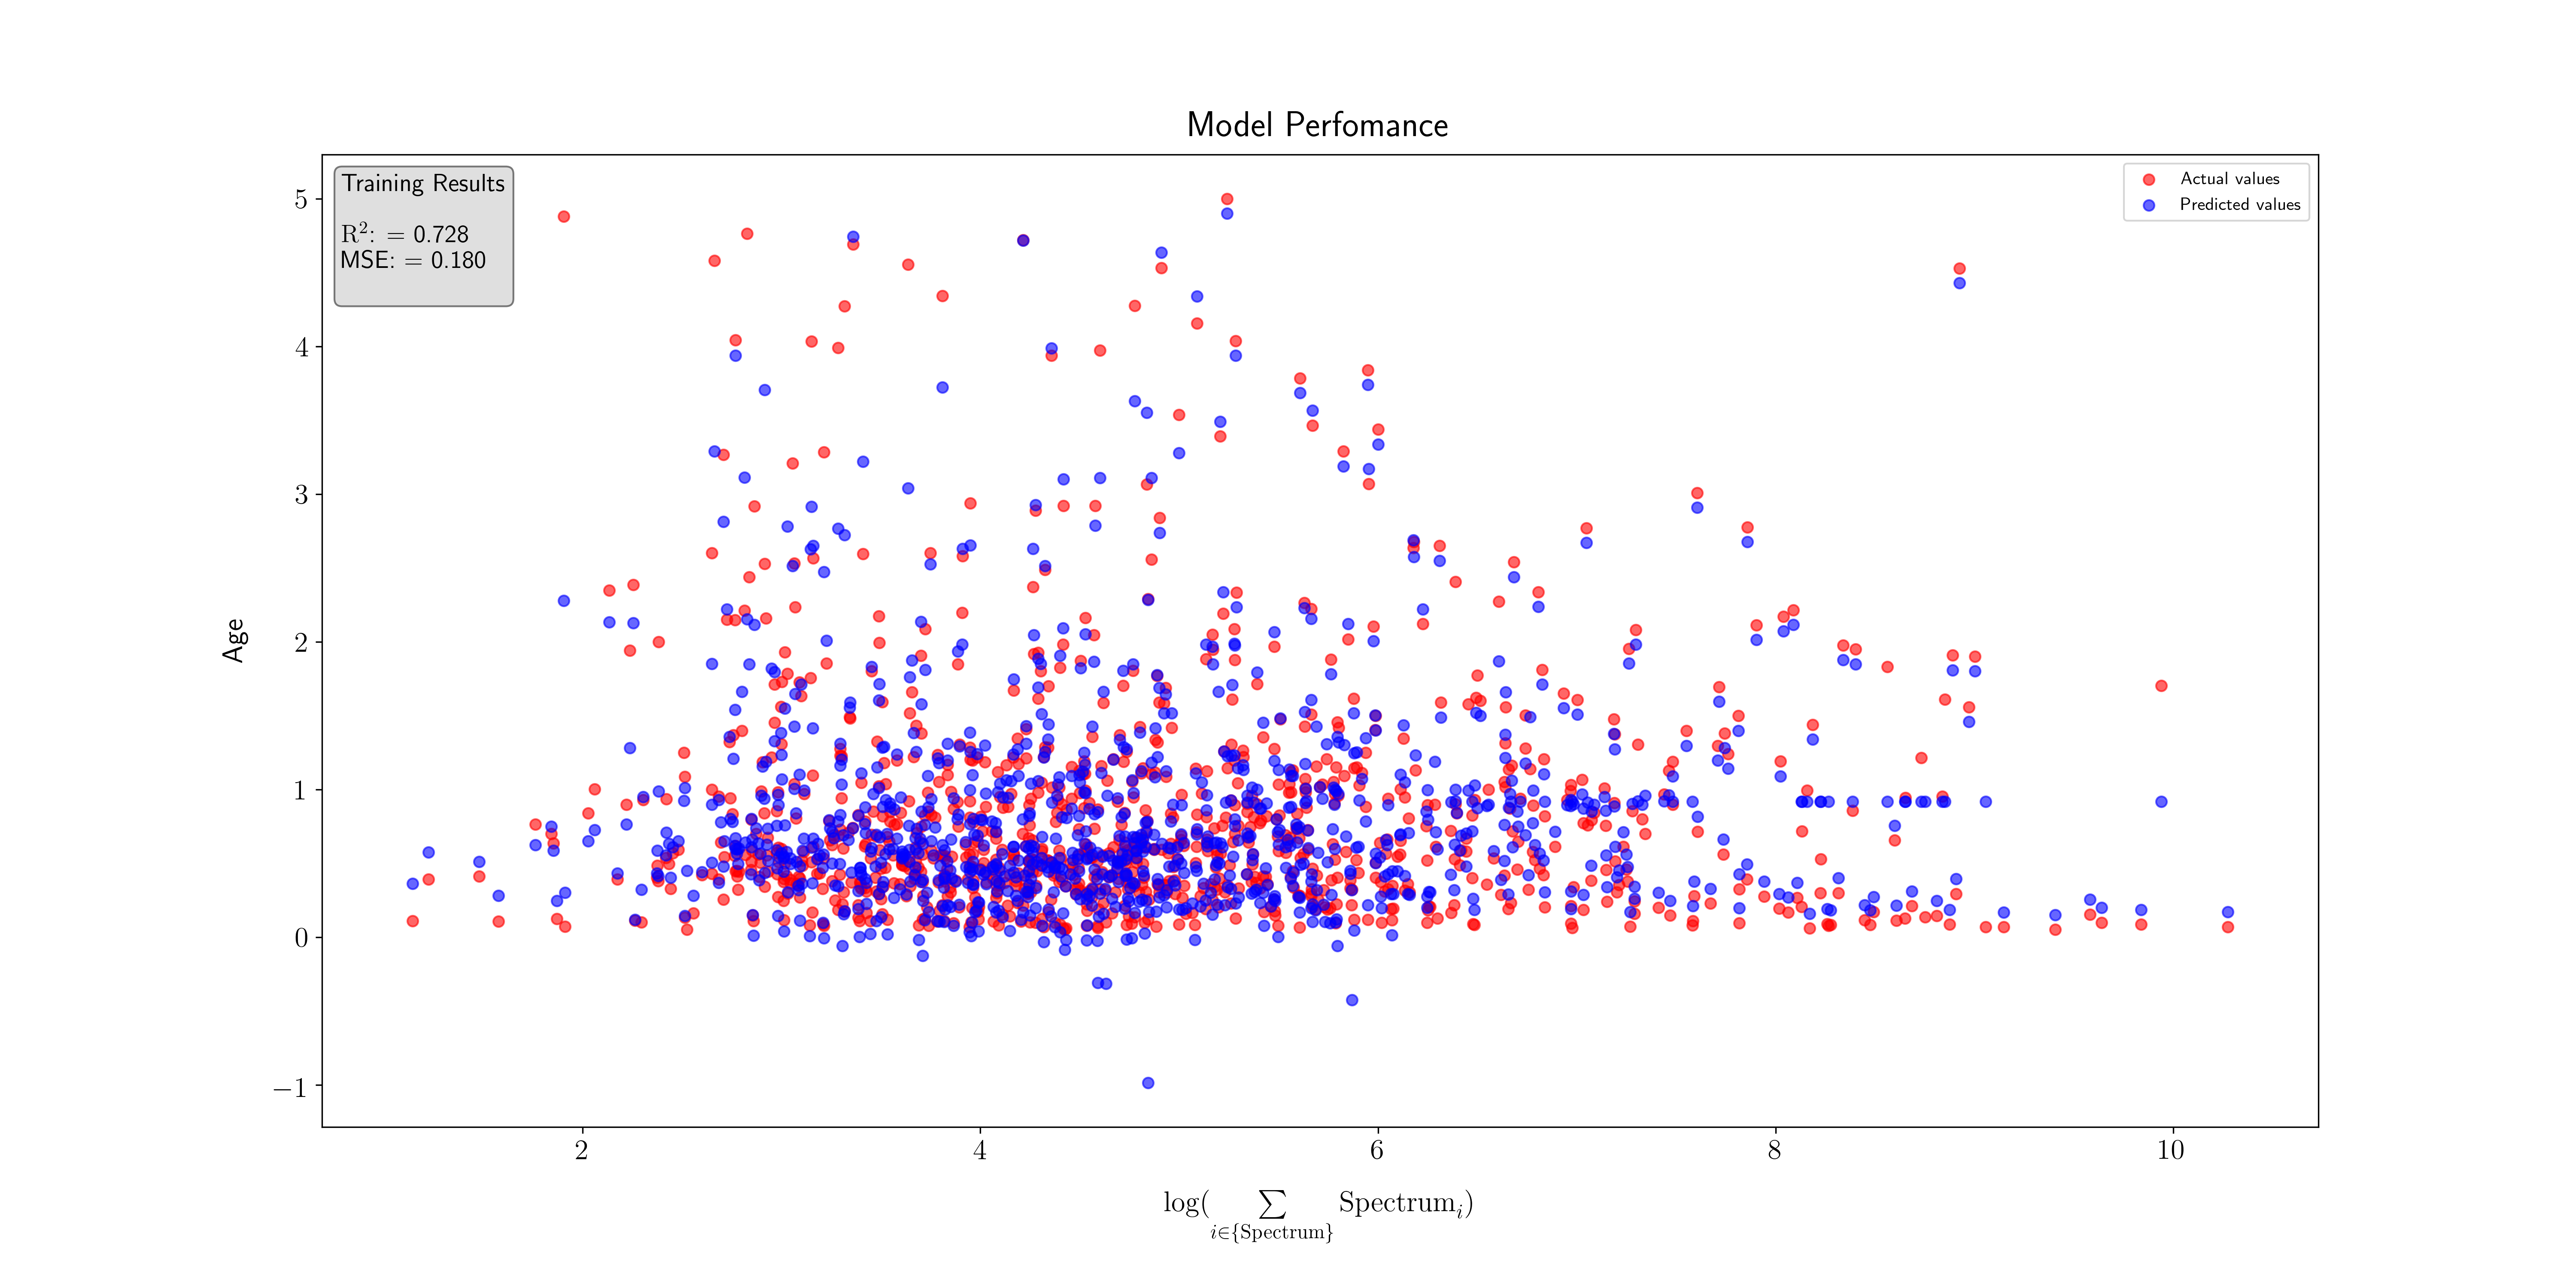 Model Perfomance
Training Results
R²: = 0.728
MSE: = 0.180
Actual values
Predicted values
5
4
3
2
1
0
−1
Age
2 4 6 8 10
log(∑ Spectrumᵢ)
i∈{Spectrum}